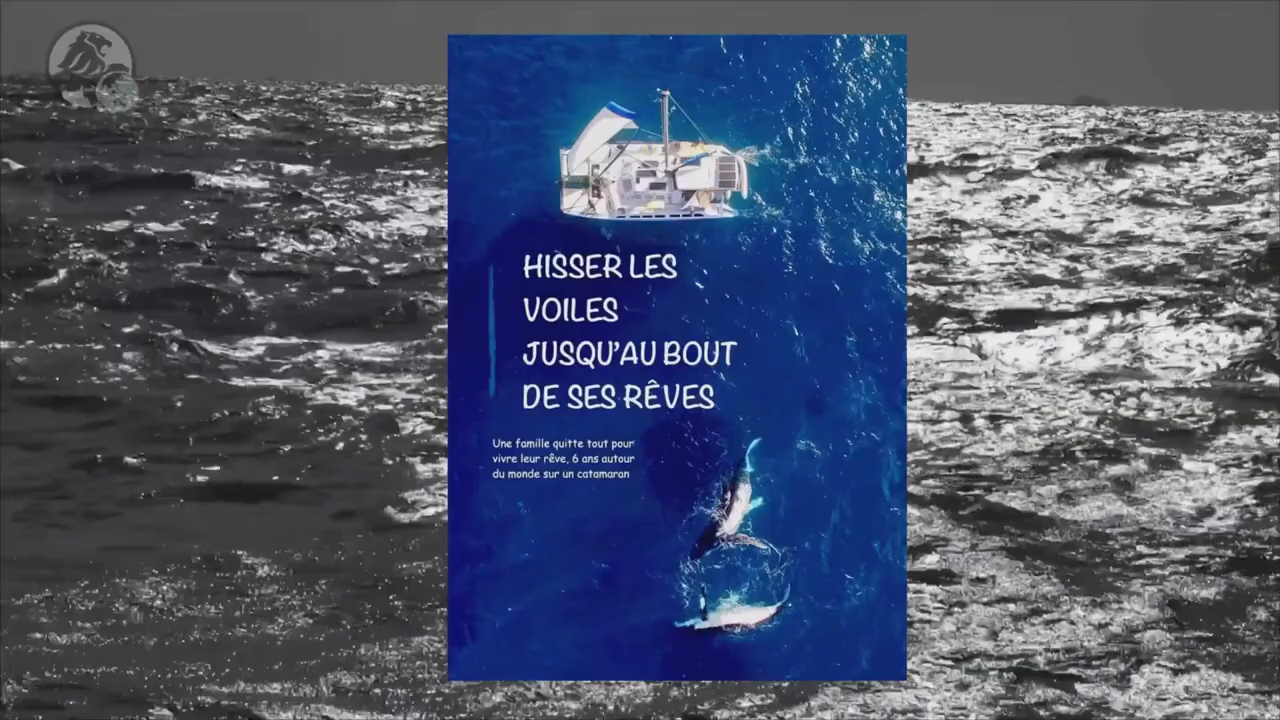 HISSER LES
VOILES
JUSQU'AU BOUT
DE SES RÊVES
Une famille quitte tout pour
vivre leur rêve, 6 ans autour
du monde sur un catamaran